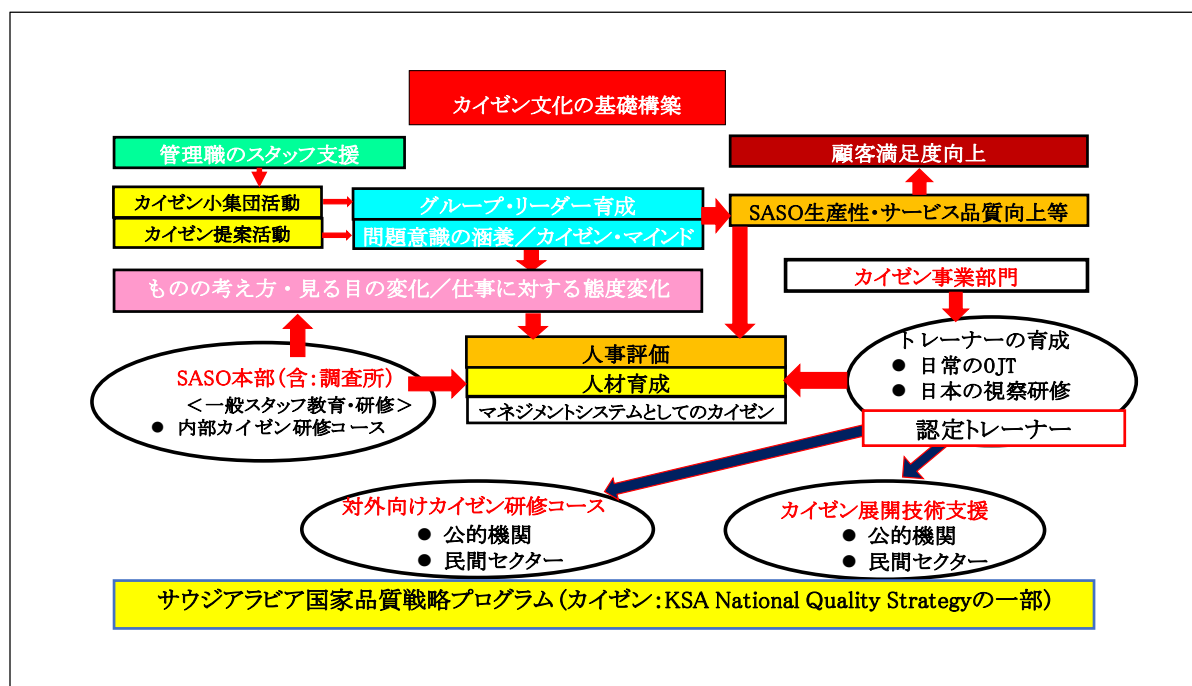 カイゼン文化の基礎構築
管理職のスタッフ支援
顧客満足度向上
カイゼン小集団活動
グループ・リーダー育成
SASO生産性・サービス品質向上等
カイゼン提案活動
問題意識の涵養／カイゼン・マインド
ものの考え方・見る目の変化／仕事に対する態度変化
カイゼン事業部門
トレーナーの育成
● 日常のOJT
● 日本の視察研修
認定トレーナー
人事評価
人材育成
マネジメントシステムとしてのカイゼン
SASO本部（含：調査所）
＜一般スタッフ教育・研修＞
● 内部カイゼン研修コース
対外向けカイゼン研修コース
● 公的機関
● 民間セクター
カイゼン展開技術支援
● 公的機関
● 民間セクター
サウジアラビア国家品質戦略プログラム（カイゼン：KSA National Quality Strategyの一部）